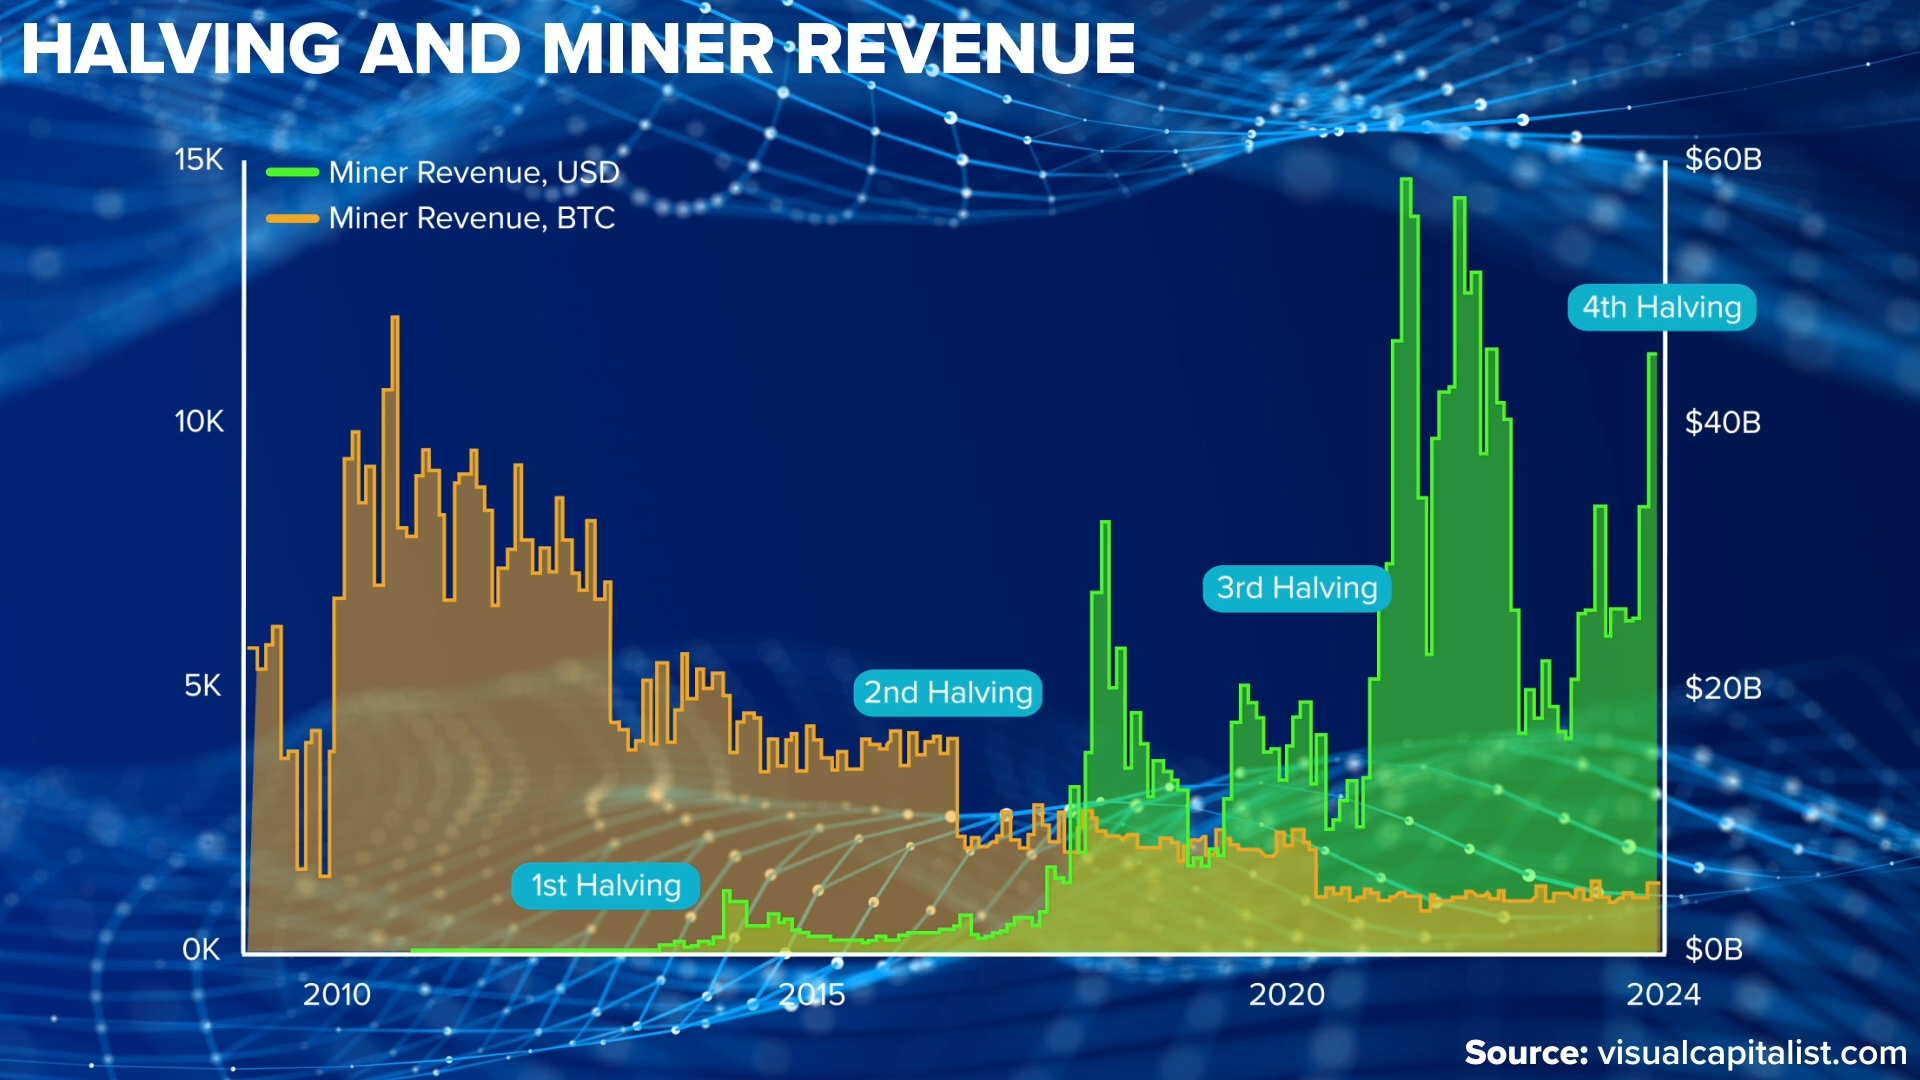 HALVING AND MINER REVENUE
15K
Miner Revenue, USD
$60B
Miner Revenue, BTC
4th Halving
10K
$40B
3rd Halving
5K
2nd Halving
$20B
1st Halving
0K
$0B
2010
2015
2020
2024
Source: visualcapitalist.com